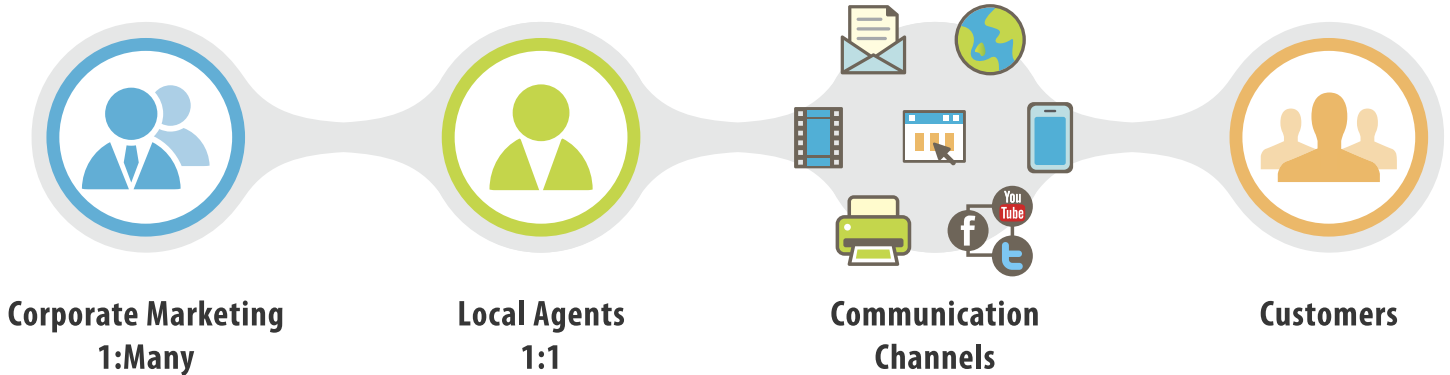 You
Tube
f
t
Corporate Marketing
1:Many
Local Agents
1:1
Communication
Channels
Customers